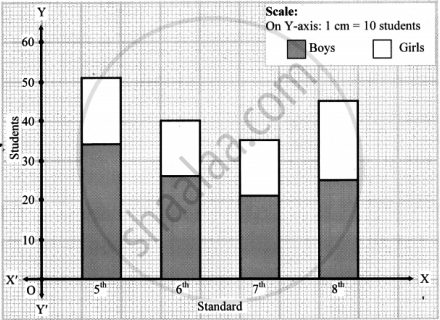 Y
Scale:
On Y-axis: 1 cm = 10 students
Boys Girls
60
50
40
30
20
10
Students
X′ O 5th 6th 7th 8th X
Y′
Standard
shaalaa.com